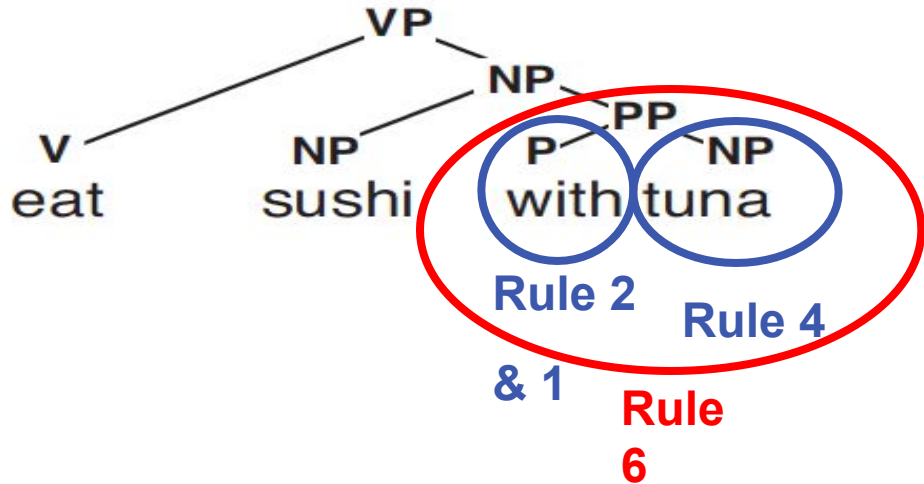 VP
NP
PP
V NP P NP
eat sushi with tuna
Rule 2 Rule 4
& 1
Rule
6